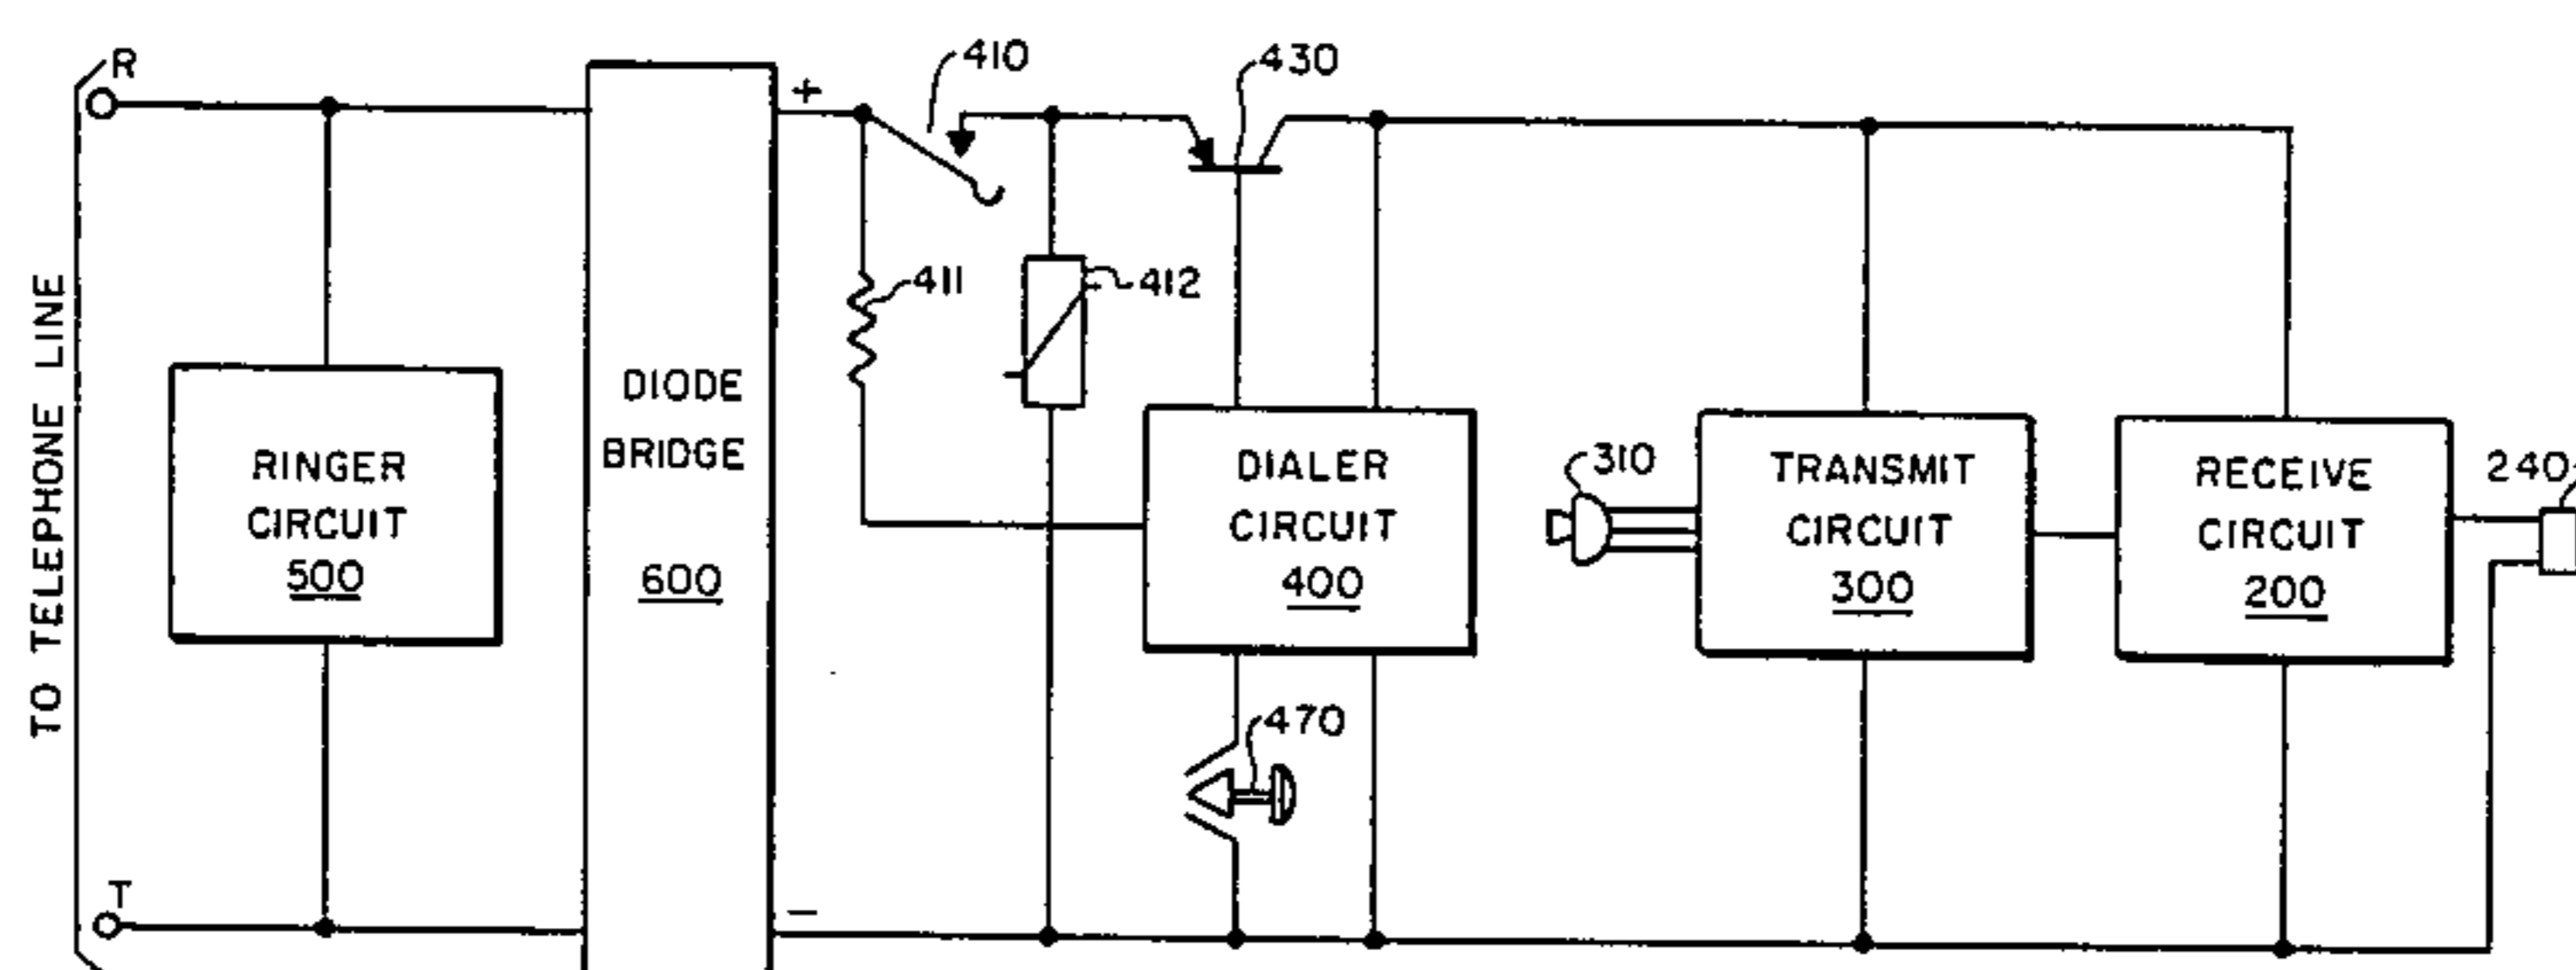 TO TELEPHONE LINE
R
T
RINGER
CIRCUIT
500
DIODE
BRIDGE
600
+
−
410
411
412
430
DIALER
CIRCUIT
400
470
310
TRANSMIT
CIRCUIT
300
RECEIVE
CIRCUIT
200
240